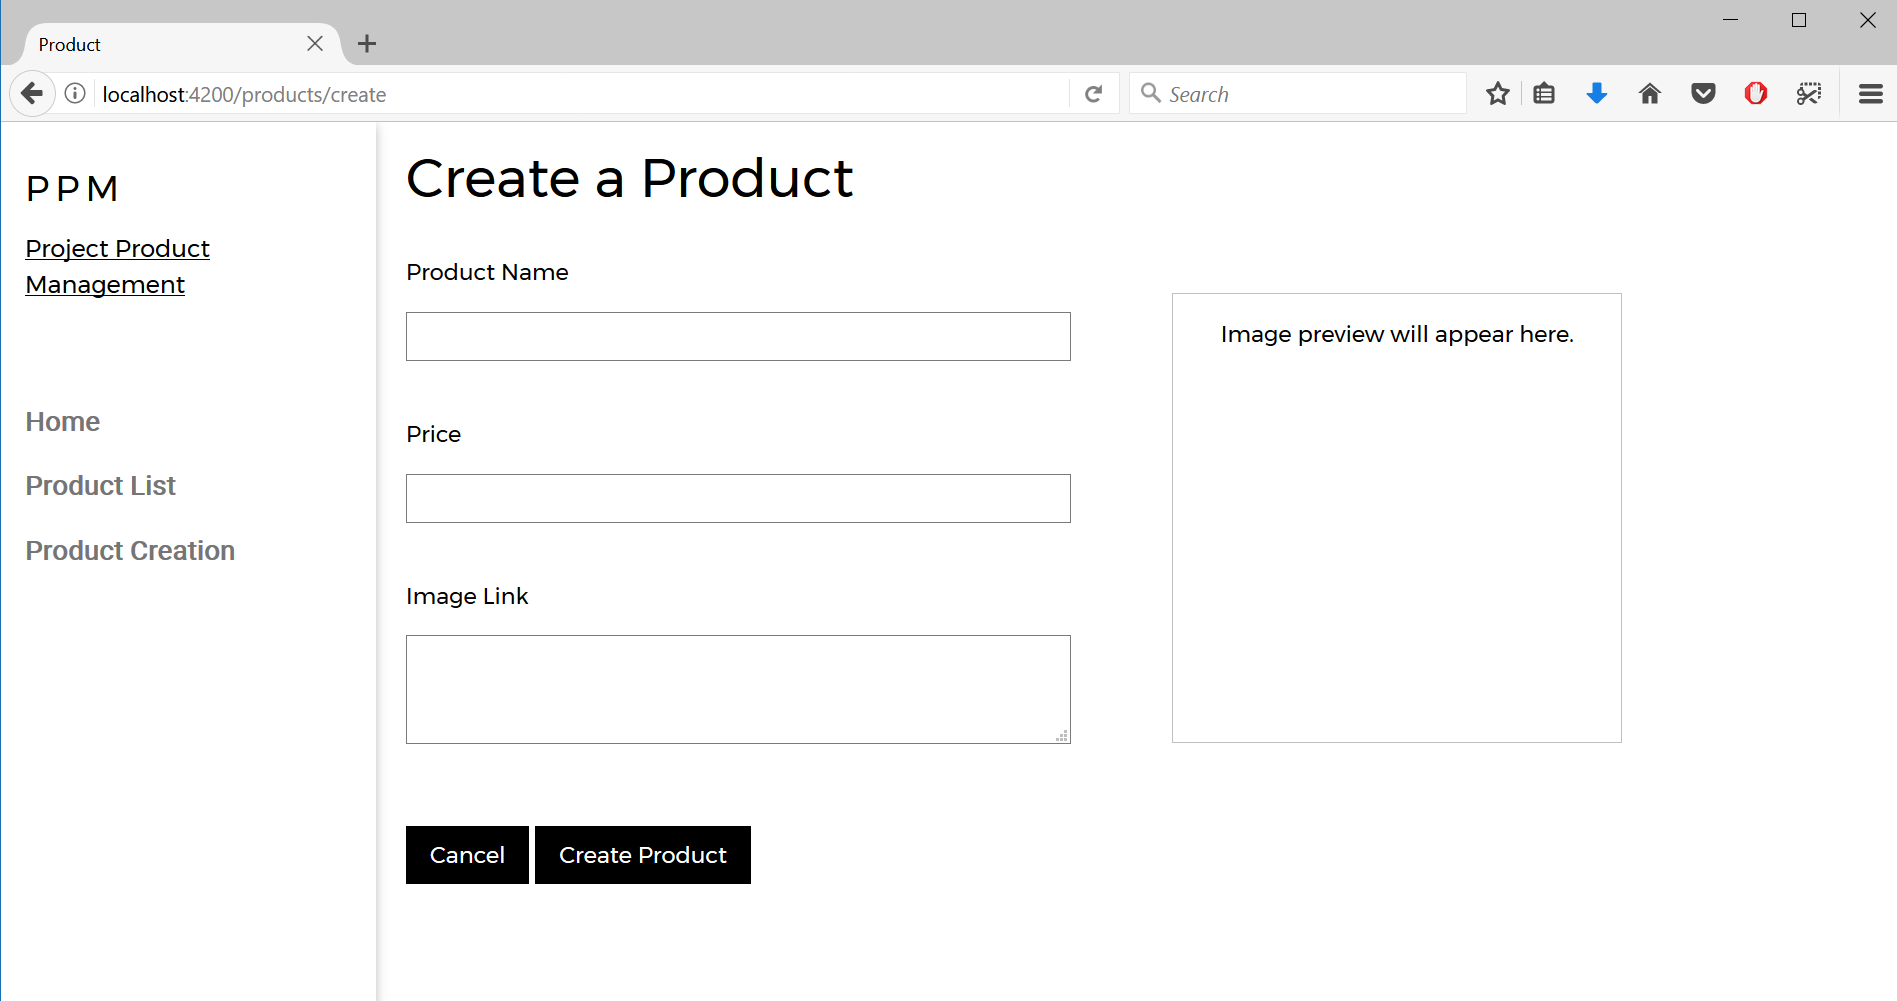 Product
localhost:4200/products/create
Search
PPM
Project Product
Management
Home
Product List
Product Creation
Create a Product
Product Name
Price
Image Link
Image preview will appear here.
Cancel
Create Product